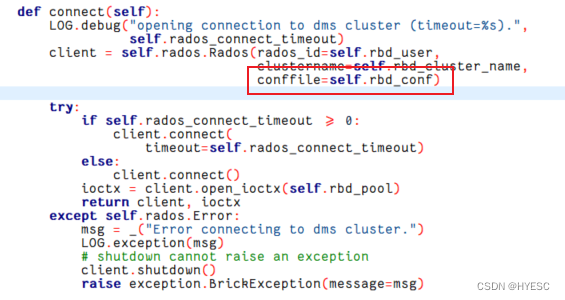 def connect(self):
    LOG.debug("opening connection to dms cluster (timeout=%s).",
              self.rados_connect_timeout)
    client = self.rados.Rados(rados_id=self.rbd_user,
                              clustername=self.rbd_cluster_name,
                              conffile=self.rbd_conf)
    try:
        if self.rados_connect_timeout >= 0:
            client.connect(
                timeout=self.rados_connect_timeout)
        else:
            client.connect()
        ioctx = client.open_ioctx(self.rbd_pool)
        return client, ioctx
    except self.rados.Error:
        msg = _("Error connecting to dms cluster.")
        LOG.exception(msg)
        # shutdown cannot raise an exception
        client.shutdown()
        raise exception.BrickException(message=msg)
CSDN @HYESC